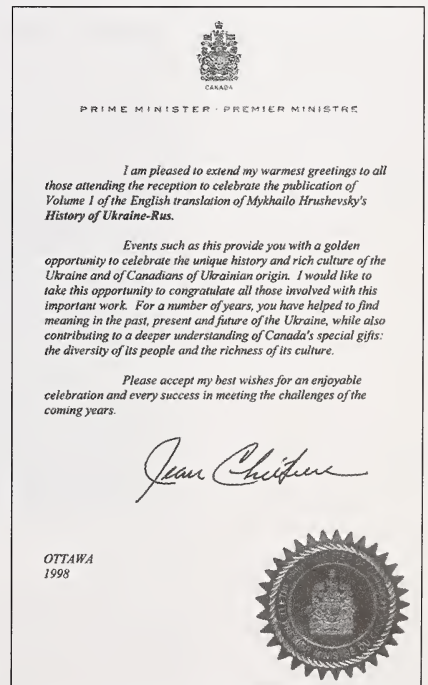 CANADA
PRIME MINISTER · PREMIER MINISTRE
I am pleased to extend my warmest greetings to all
those attending the reception to celebrate the publication of
Volume 1 of the English translation of Mykhailo Hrushevsky's
History of Ukraine-Rus.
Events such as this provide you with a golden
opportunity to celebrate the unique history and rich culture of the
Ukraine and of Canadians of Ukrainian origin. I would like to
take this opportunity to congratulate all those involved with this
important work. For a number of years, you have helped to find
meaning in the past, present and future of the Ukraine, while also
contributing to a deeper understanding of Canada's special gifts:
the diversity of its people and the richness of its culture.
Please accept my best wishes for an enjoyable
celebration and every success in meeting the challenges of the
coming years.
Jean Chrétien
OTTAWA
1998